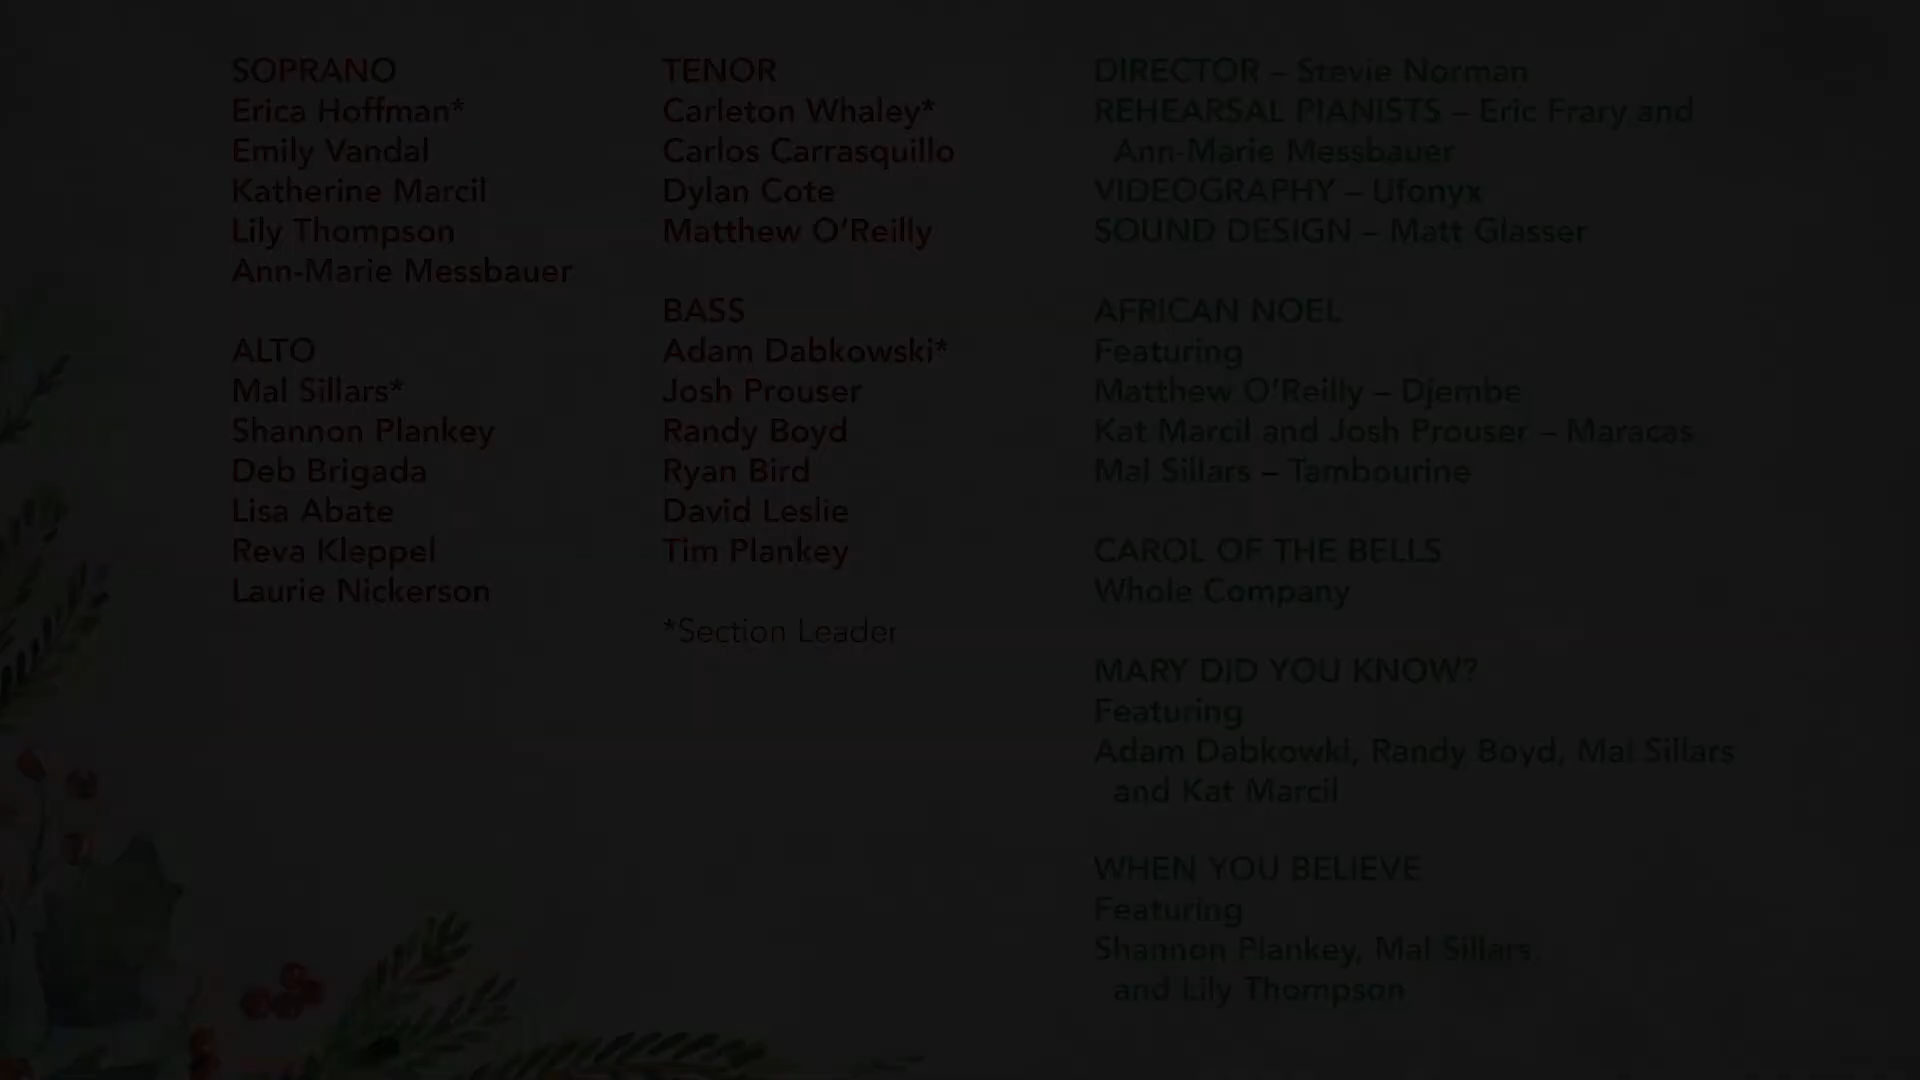 SOPRANO
Erica Hoffman*
Emily Vandal
Katherine Marcil
Lily Thompson
Ann-Marie Messbauer
ALTO
Mal Sillars*
Shannon Plankey
Deb Brigada
Lisa Abate
Reva Kleppel
Laurie Nickerson
TENOR
Carleton Whaley*
Carlos Carrasquillo
Dylan Cote
Matthew O'Reilly
BASS
Adam Dabkowski*
Josh Prouser
Randy Boyd
Ryan Bird
David Leslie
Tim Plankey
*Section Leader
DIRECTOR – Stevie Norman
REHEARSAL PIANISTS – Eric Frary and
Ann-Marie Messbauer
VIDEOGRAPHY – Ufonyx
SOUND DESIGN – Matt Glasser
AFRICAN NOEL
Featuring
Matthew O'Reilly – Djembe
Kat Marcil and Josh Prouser – Maracas
Mal Sillars – Tambourine
CAROL OF THE BELLS
Whole Company
MARY DID YOU KNOW?
Featuring
Adam Dabkowki, Randy Boyd, Mal Sillars
and Kat Marcil
WHEN YOU BELIEVE
Featuring
Shannon Plankey, Mal Sillars,
and Lily Thompson